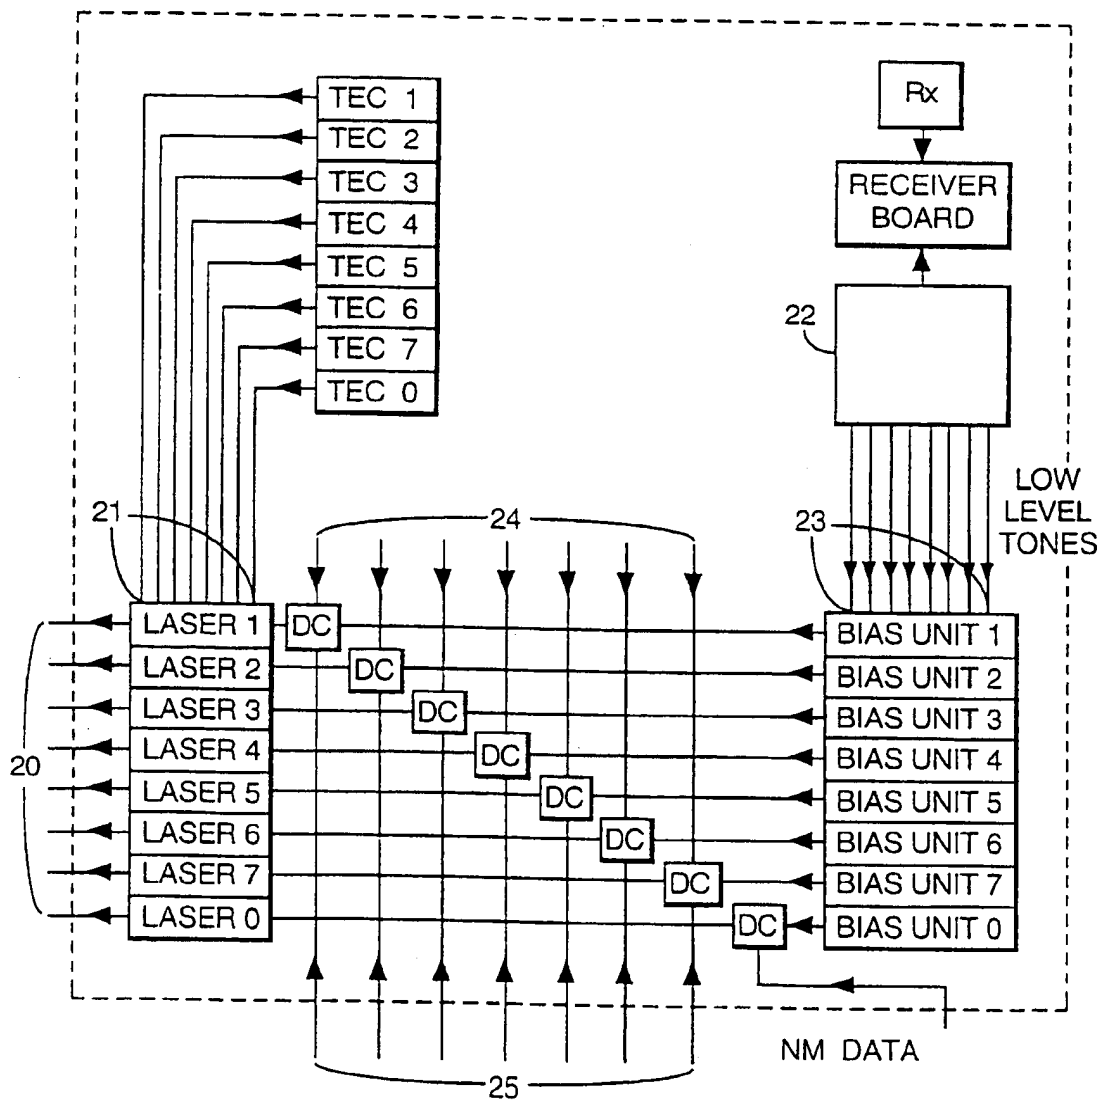 TEC 1
TEC 2
TEC 3
TEC 4
TEC 5
TEC 6
TEC 7
TEC 0
Rx
RECEIVER
BOARD
22
LOW
LEVEL
TONES
21
24
23
LASER 1
LASER 2
LASER 3
LASER 4
LASER 5
LASER 6
LASER 7
LASER 0
20
DC
DC
DC
DC
DC
DC
DC
DC
BIAS UNIT 1
BIAS UNIT 2
BIAS UNIT 3
BIAS UNIT 4
BIAS UNIT 5
BIAS UNIT 6
BIAS UNIT 7
BIAS UNIT 0
NM DATA
25